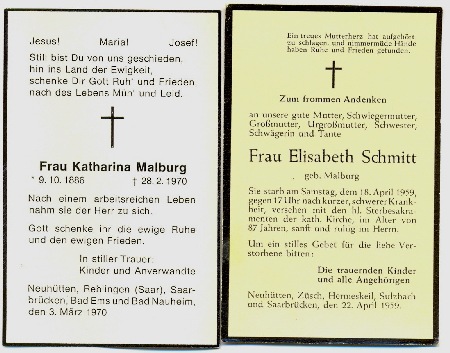 Jesus! Maria! Josef!
Still bist Du von uns geschieden,
hin ins Land der Ewigkeit,
schenke Dir Gott Ruh' und Frieden
nach des Lebens Müh' und Leid.
Frau Katharina Malburg
* 9. 10. 1886 † 28. 2. 1970
Nach einem arbeitsreichen Leben
nahm sie der Herr zu sich.
Gott schenke ihr die ewige Ruhe
und den ewigen Frieden.
In stiller Trauer:
Kinder und Anverwandte
Neuhütten, Rehlingen (Saar), Saar-
brücken, Bad Ems und Bad Nauheim,
den 3. März 1970
Ein treues Mutterherz hat aufgehört
zu schlagen, und nimmermüde Hände
haben Ruhe und Frieden gefunden.
Zum frommen Andenken
an unsere gute Mutter, Schwiegermutter,
Großmutter, Urgroßmutter, Schwester,
Schwägerin und Tante
Frau Elisabeth Schmitt
geb. Malburg
Sie starb am Samstag, dem 18. April 1959,
gegen 17 Uhr nach kurzer, schwerer Krank-
heit, versehen mit den hl. Sterbesakra-
menten der kath. Kirche, im Alter von
87 Jahren, sanft und ruhig im Herrn.
Um ein stilles Gebet für die liebe Ver-
storbene bitten:
Die trauernden Kinder
und alle Angehörigen
Neuhütten, Züsch, Hermeskeil, Sulzbach
und Saarbrücken, den 22. April 1959.